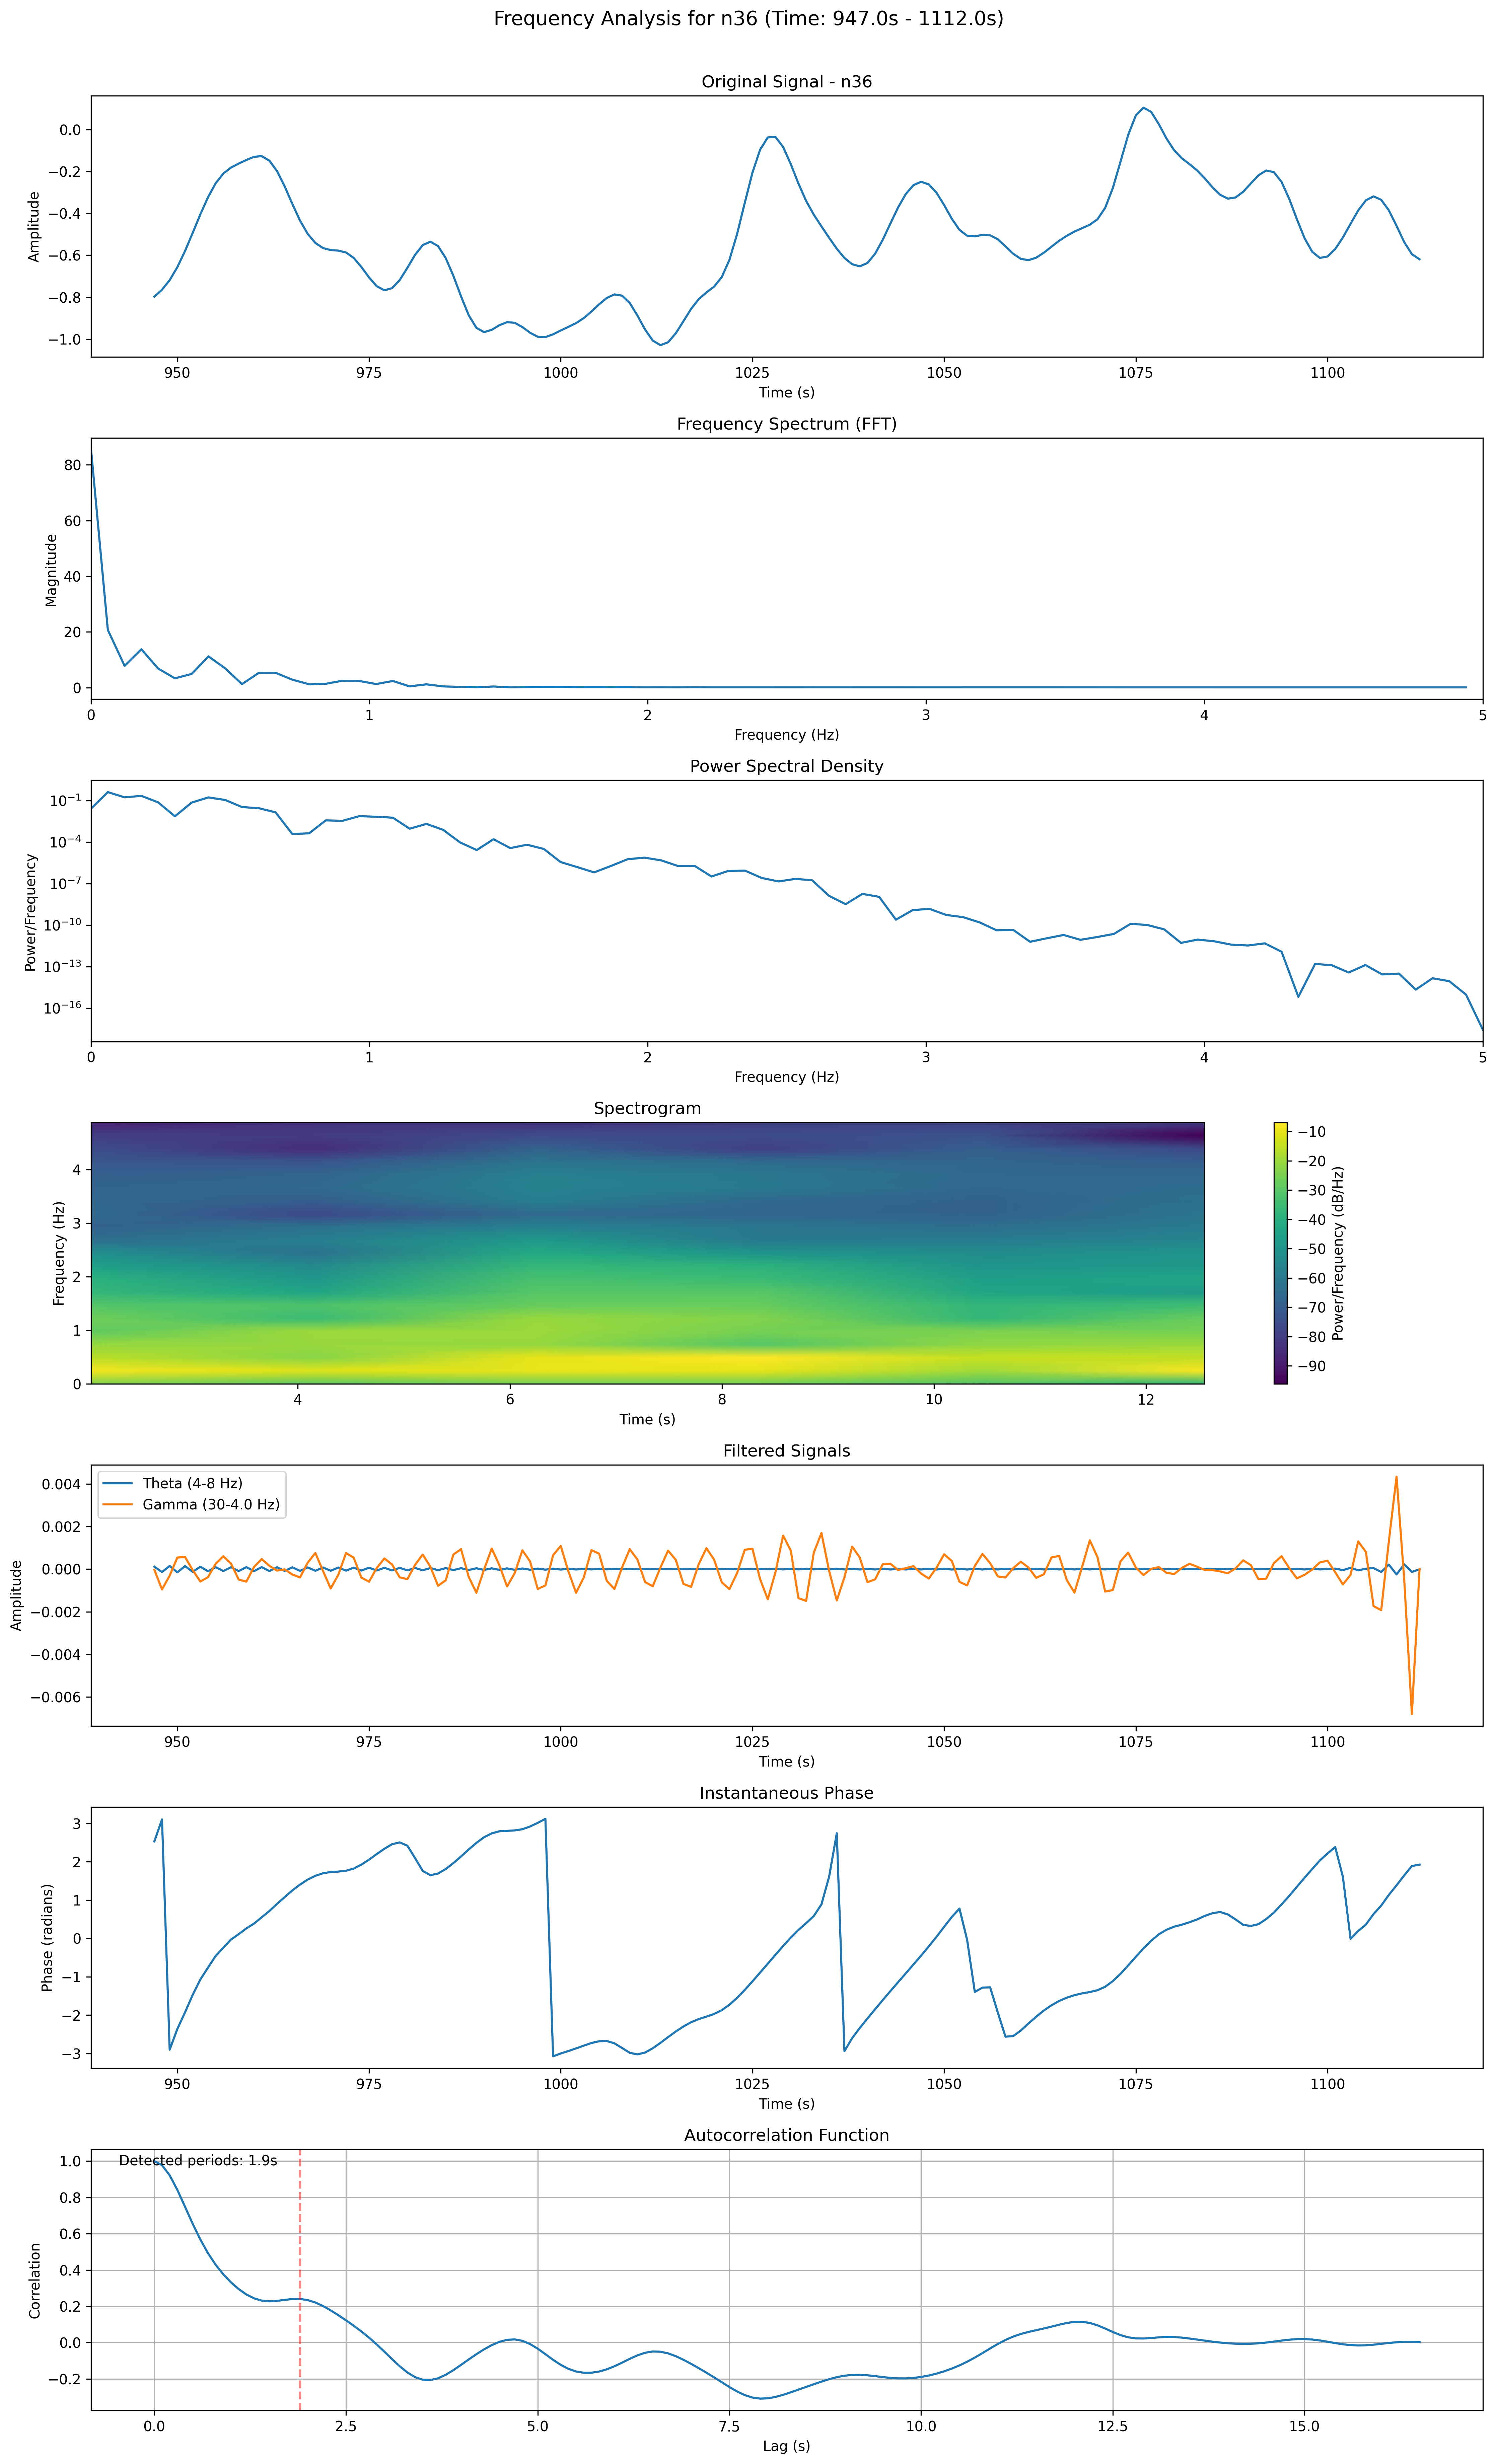 Frequency Analysis for n36 (Time: 947.0s - 1112.0s)
Original Signal - n36
Amplitude
0.0
−0.2
−0.4
−0.6
−0.8
−1.0
950 975 1000 1025 1050 1075 1100
Time (s)
Frequency Spectrum (FFT)
Magnitude
80
60
40
20
0
0 1 2 3 4 5
Frequency (Hz)
Power Spectral Density
Power/Frequency
10⁻¹
10⁻⁴
10⁻⁷
10⁻¹⁰
10⁻¹³
10⁻¹⁶
0 1 2 3 4 5
Frequency (Hz)
Spectrogram
Frequency (Hz)
4
3
2
1
0
4 6 8 10 12
Time (s)
−10
−20
−30
−40
−50
−60
−70
−80
−90
Power/Frequency (dB/Hz)
Filtered Signals
Theta (4-8 Hz)
Gamma (30-4.0 Hz)
Amplitude
0.004
0.002
0.000
−0.002
−0.004
−0.006
950 975 1000 1025 1050 1075 1100
Time (s)
Instantaneous Phase
Phase (radians)
3
2
1
0
−1
−2
−3
950 975 1000 1025 1050 1075 1100
Time (s)
Autocorrelation Function
Detected periods: 1.9s
Correlation
1.0
0.8
0.6
0.4
0.2
0.0
−0.2
0.0 2.5 5.0 7.5 10.0 12.5 15.0
Lag (s)